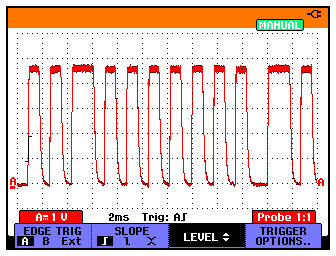 MANUAL
A A
A=1 V 2ms Trig: A⎍ Probe 1:1
EDGE TRIG SLOPE LEVEL TRIGGER
A B Ext X OPTIONS..